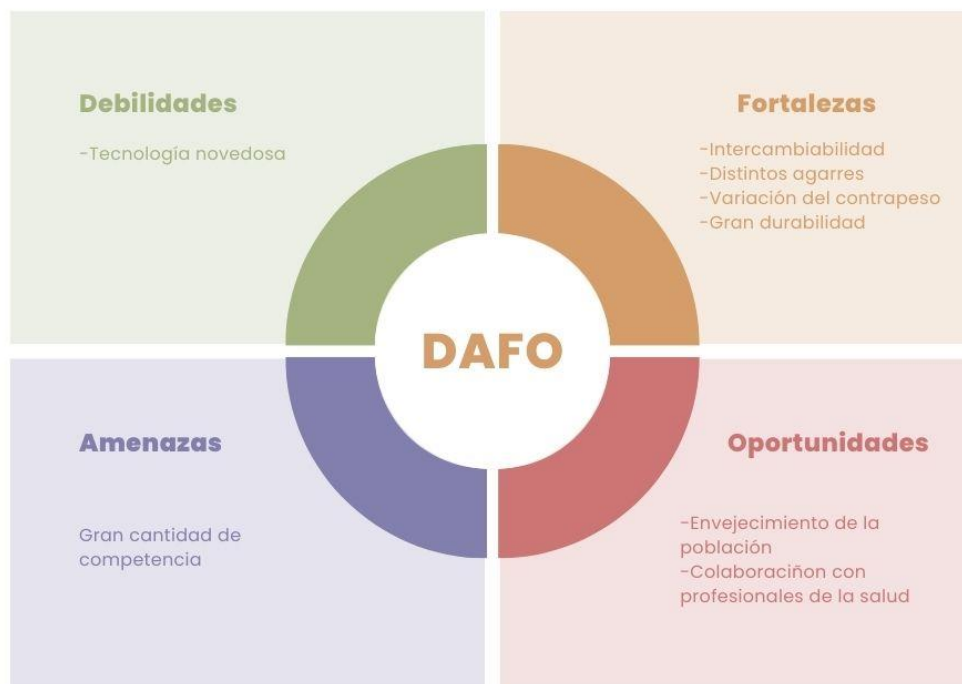 Debilidades
-Tecnología novedosa
Fortalezas
-Intercambiabilidad
-Distintos agarres
-Variación del contrapeso
-Gran durabilidad
DAFO
Amenazas
Gran cantidad de
competencia
Oportunidades
-Envejecimiento de la
población
-Colaboraciñon con
profesionales de la salud